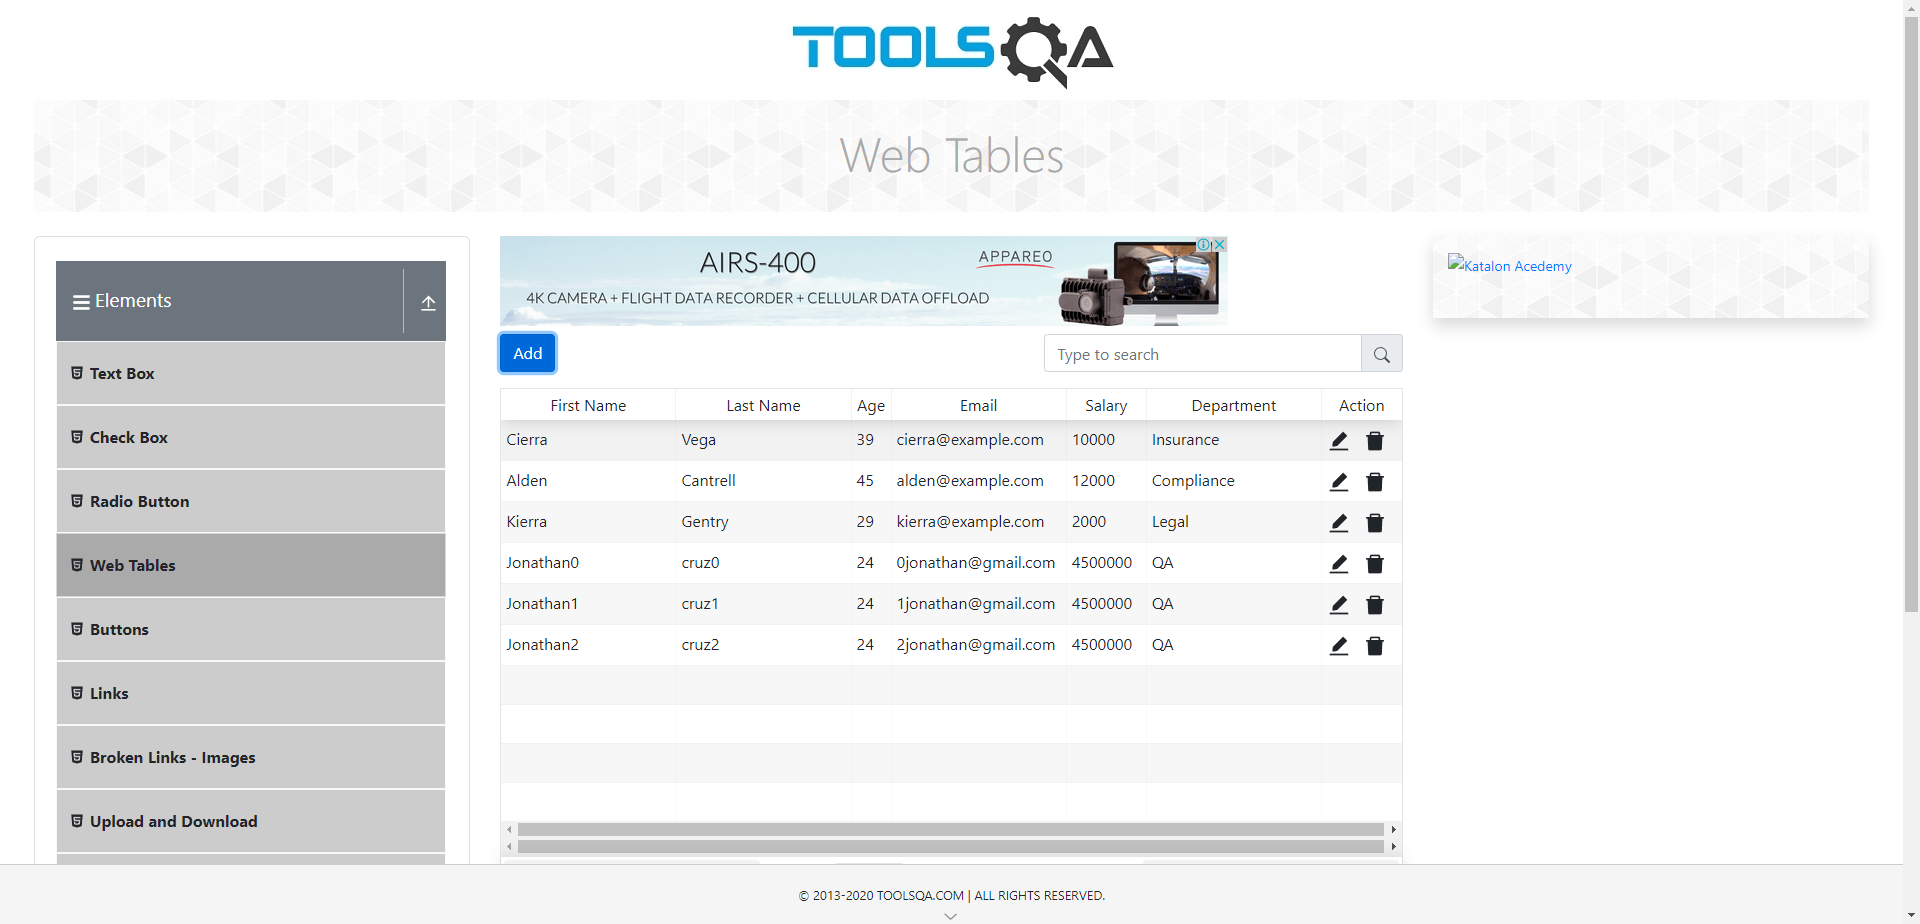 TOOLSQA
Web Tables
Elements
Text Box
Check Box
Radio Button
Web Tables
Buttons
Links
Broken Links - Images
Upload and Download
AIRS-400
APPAREO
4K CAMERA + FLIGHT DATA RECORDER + CELLULAR DATA OFFLOAD
Add
Type to search
First Name Last Name Age Email Salary Department Action
Cierra Vega 39 cierra@example.com 10000 Insurance
Alden Cantrell 45 alden@example.com 12000 Compliance
Kierra Gentry 29 kierra@example.com 2000 Legal
Jonathan0 cruz0 24 0jonathan@gmail.com 4500000 QA
Jonathan1 cruz1 24 1jonathan@gmail.com 4500000 QA
Jonathan2 cruz2 24 2jonathan@gmail.com 4500000 QA
Katalon Acedemy
© 2013-2020 TOOLSQA.COM | ALL RIGHTS RESERVED.